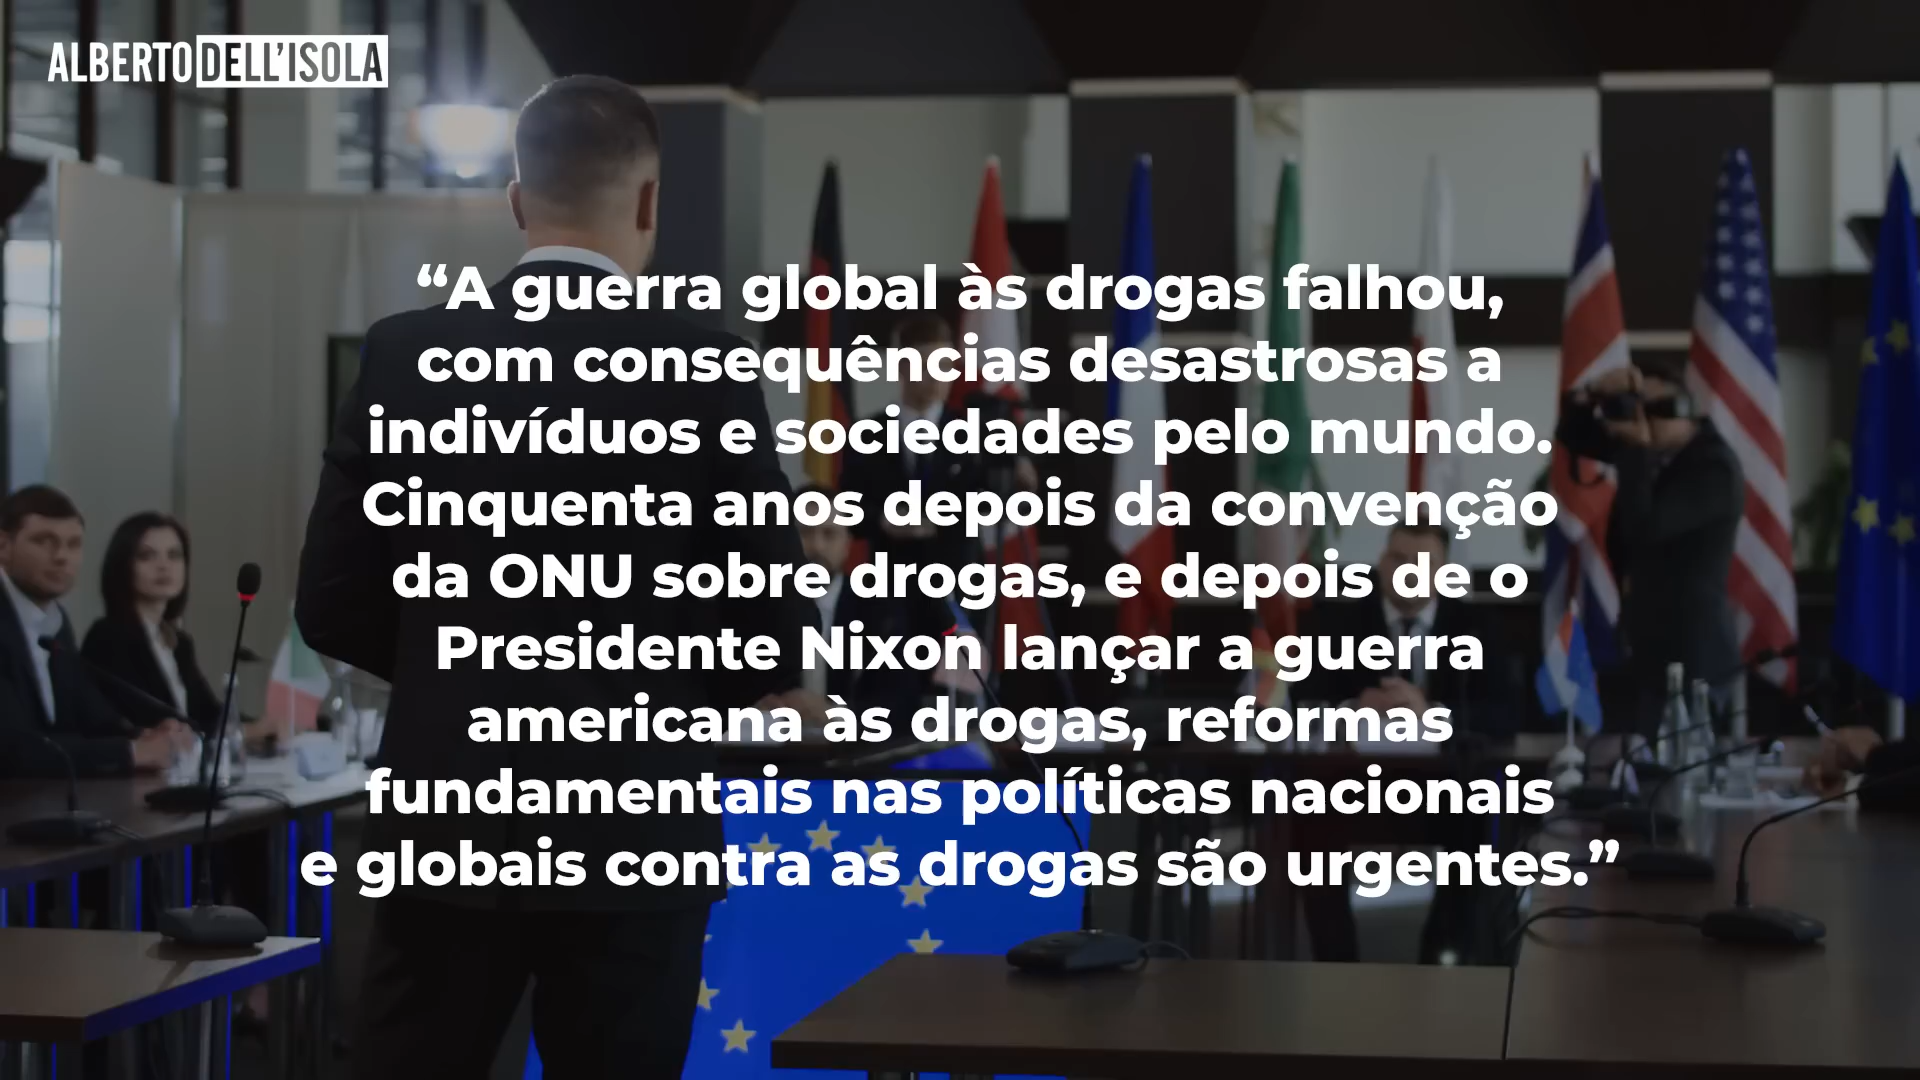 ALBERTO DELL'ISOLA
“A guerra global às drogas falhou,
com consequências desastrosas a
indivíduos e sociedades pelo mundo.
Cinquenta anos depois da convenção
da ONU sobre drogas, e depois de o
Presidente Nixon lançar a guerra
americana às drogas, reformas
fundamentais nas políticas nacionais
e globais contra as drogas são urgentes.”